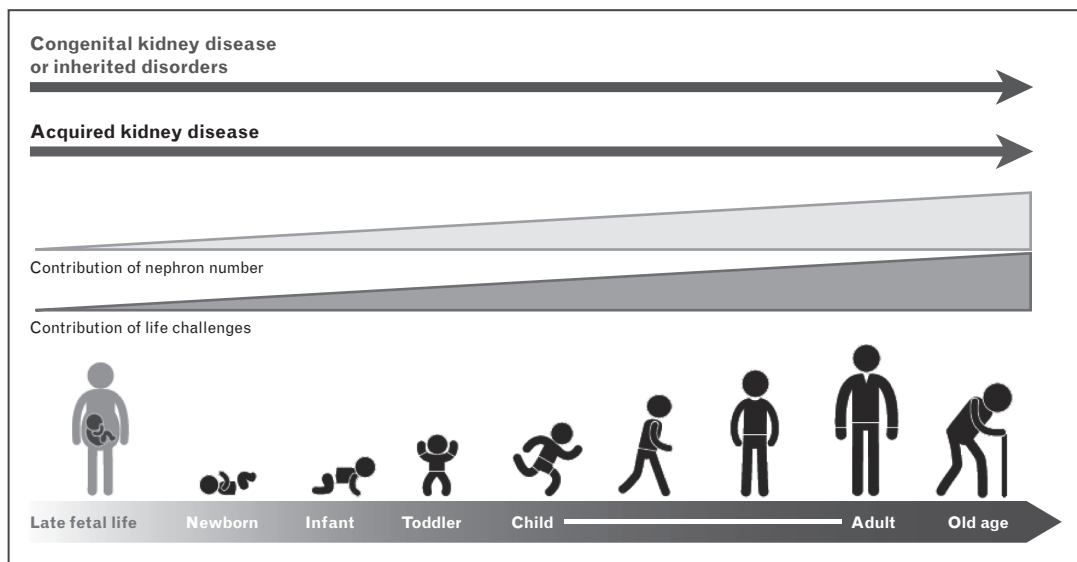 Congenital kidney disease
or inherited disorders
Acquired kidney disease
Contribution of nephron number
Contribution of life challenges
Late fetal life Newborn Infant Toddler Child Adult Old age